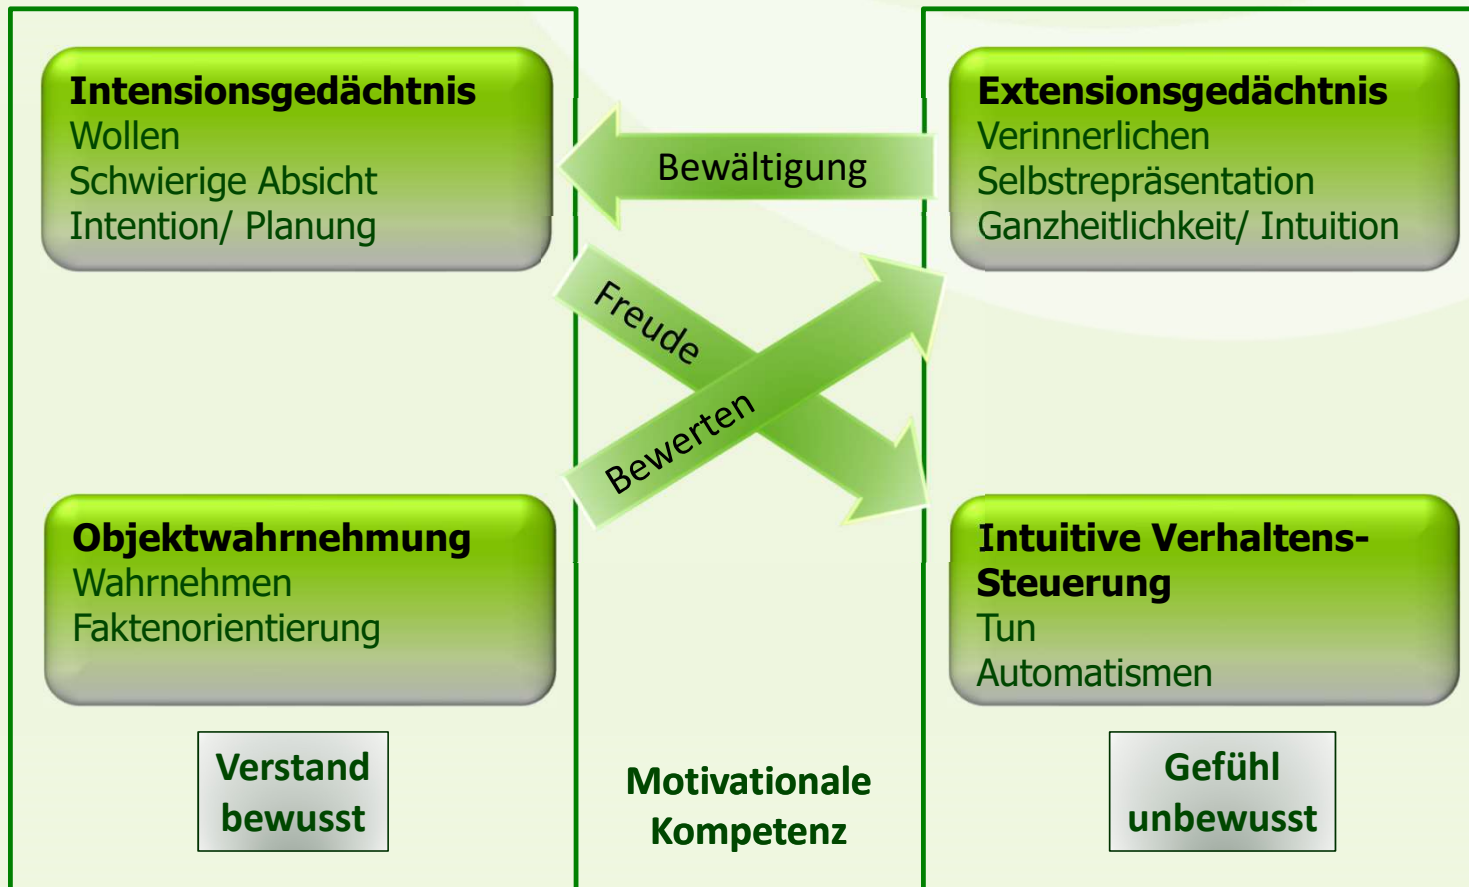 Intensionsgedächtnis
Wollen
Schwierige Absicht
Intention/ Planung
Bewältigung
Extensionsgedächtnis
Verinnerlichen
Selbstrepräsentation
Ganzheitlichkeit/ Intuition
Freude
Bewerten
Objektwahrnehmung
Wahrnehmen
Faktenorientierung
Intuitive Verhaltens-
Steuerung
Tun
Automatismen
Verstand
bewusst
Motivationale
Kompetenz
Gefühl
unbewusst